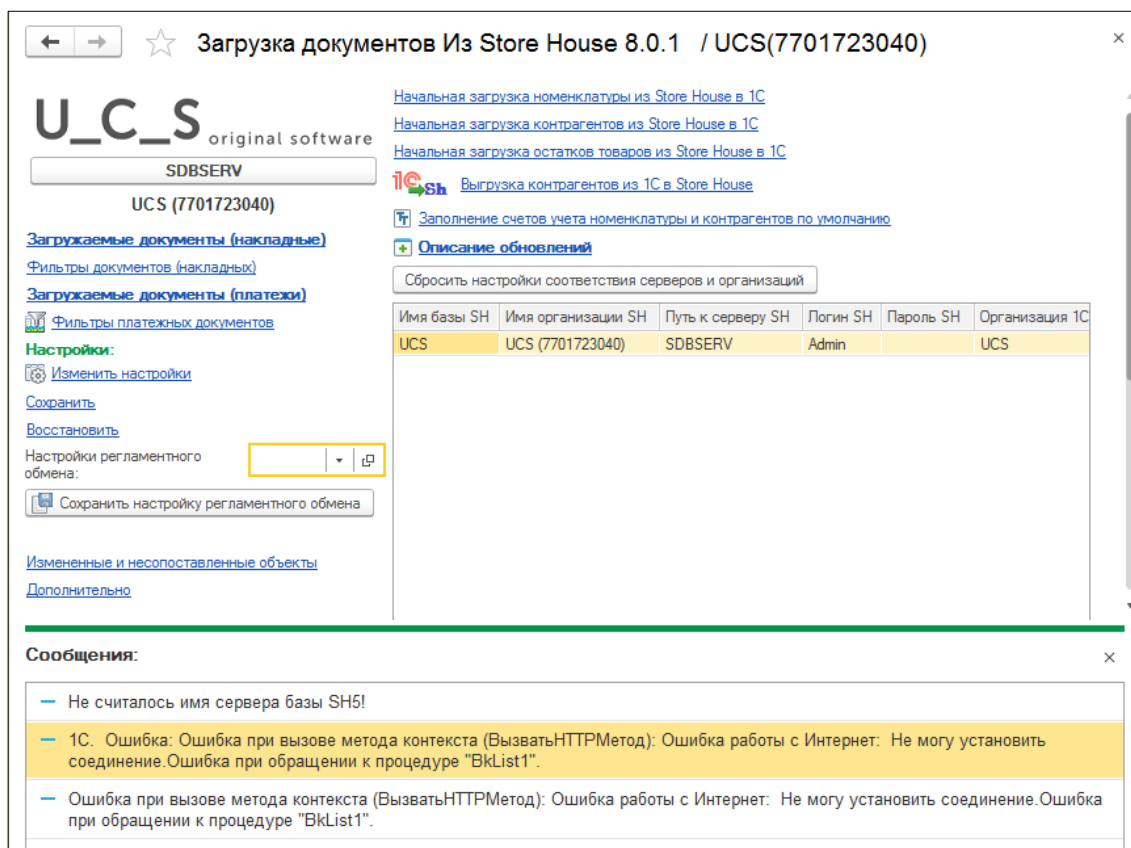 Загрузка документов Из Store House 8.0.1 / UCS(7701723040)
U_C_S original software
SDBSERV
UCS (7701723040)
Загружаемые документы (накладные)
Фильтры документов (накладных)
Загружаемые документы (платежи)
Фильтры платежных документов
Настройки:
Изменить настройки
Сохранить
Восстановить
Настройки регламентного
обмена:
Сохранить настройку регламентного обмена
Измененные и несопоставленные объекты
Дополнительно
Начальная загрузка номенклатуры из Store House в 1С
Начальная загрузка контрагентов из Store House в 1С
Начальная загрузка остатков товаров из Store House в 1С
1С Sh Выгрузка контрагентов из 1С в Store House
Тт Заполнение счетов учета номенклатуры и контрагентов по умолчанию
Описание обновлений
Сбросить настройки соответствия серверов и организаций
Имя базы SH Имя организации SH Путь к серверу SH Логин SH Пароль SH Организация 1С
UCS UCS (7701723040) SDBSERV Admin UCS
Сообщения:
Не считалось имя сервера базы SH5!
1С. Ошибка: Ошибка при вызове метода контекста (ВызватьHTTPМетод): Ошибка работы с Интернет: Не могу установить
соединение.Ошибка при обращении к процедуре "BkList1".
Ошибка при вызове метода контекста (ВызватьHTTPМетод): Ошибка работы с Интернет: Не могу установить соединение.Ошибка
при обращении к процедуре "BkList1".